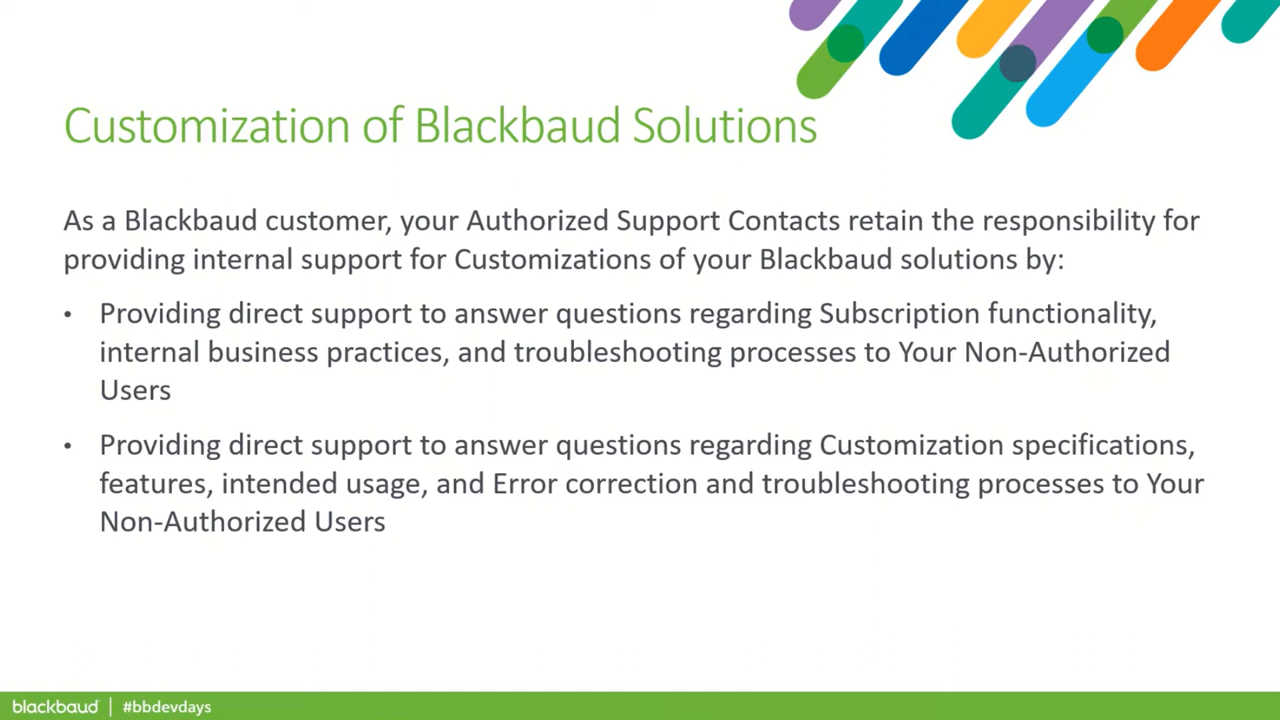 Customization of Blackbaud Solutions
As a Blackbaud customer, your Authorized Support Contacts retain the responsibility for
providing internal support for Customizations of your Blackbaud solutions by:
• Providing direct support to answer questions regarding Subscription functionality,
internal business practices, and troubleshooting processes to Your Non-Authorized
Users
• Providing direct support to answer questions regarding Customization specifications,
features, intended usage, and Error correction and troubleshooting processes to Your
Non-Authorized Users
blackbaud | #bbdevdays